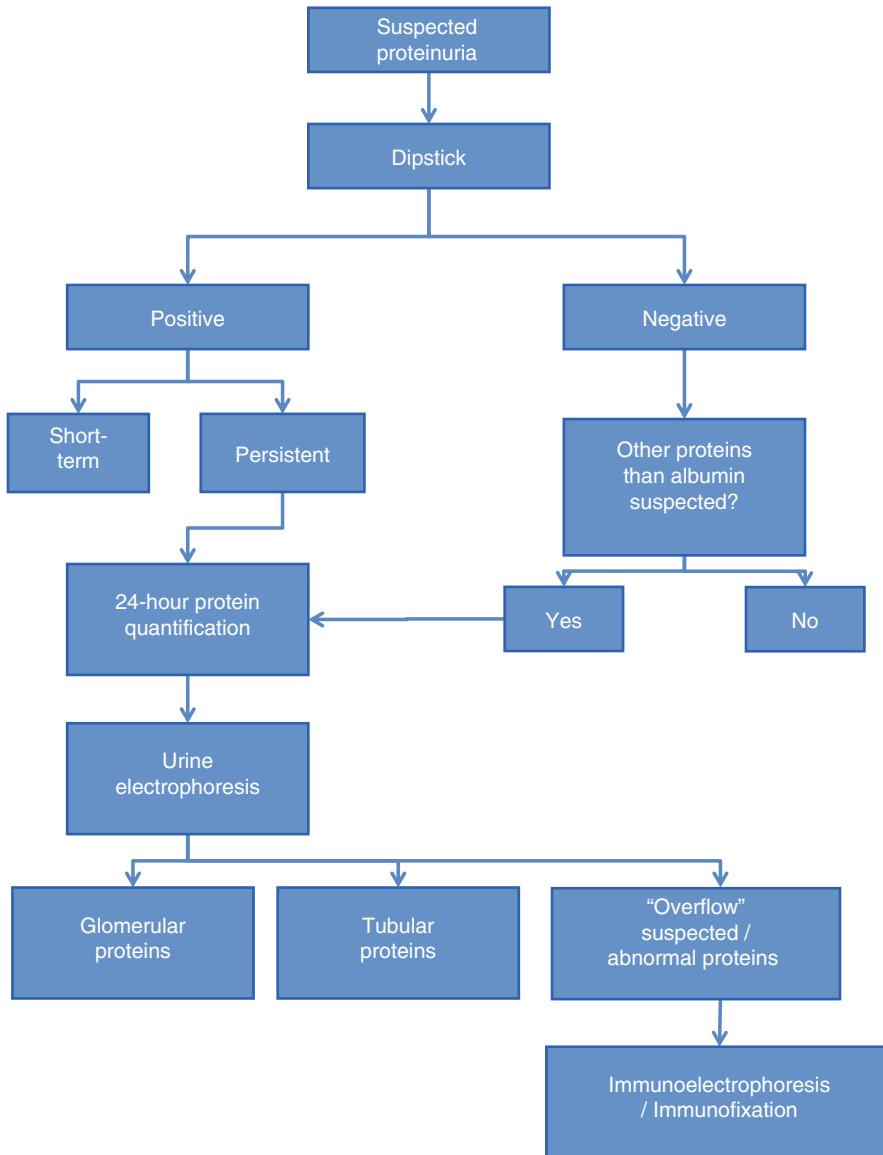 Suspected
proteinuria
Dipstick
Positive
Negative
Short-
term
Persistent
Other proteins
than albumin
suspected?
24-hour protein
quantification
Yes
No
Urine
electrophoresis
Glomerular
proteins
Tubular
proteins
“Overflow”
suspected /
abnormal proteins
Immunoelectrophoresis
/ Immunofixation